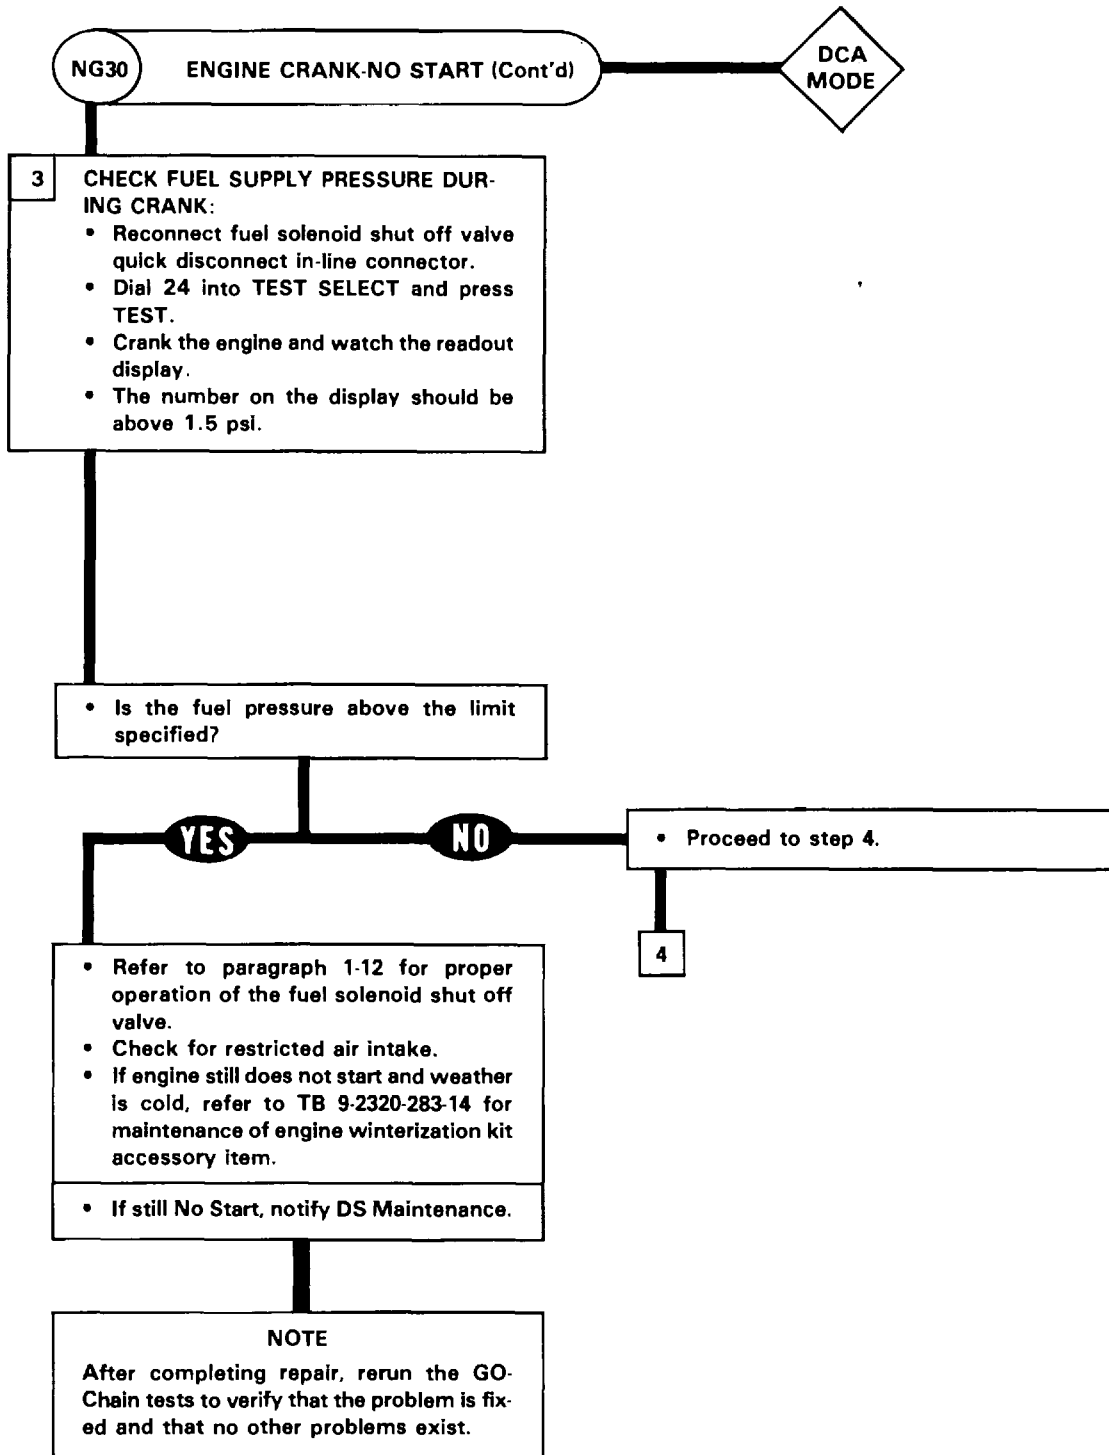 NG30
ENGINE CRANK-NO START (Cont'd)
DCA
MODE
3
CHECK FUEL SUPPLY PRESSURE DUR-
ING CRANK:
• Reconnect fuel solenoid shut off valve
quick disconnect in-line connector.
• Dial 24 into TEST SELECT and press
TEST.
• Crank the engine and watch the readout
display.
• The number on the display should be
above 1.5 psi.
• Is the fuel pressure above the limit
specified?
YES
NO
• Proceed to step 4.
4
• Refer to paragraph 1-12 for proper
operation of the fuel solenoid shut off
valve.
• Check for restricted air intake.
• If engine still does not start and weather
is cold, refer to TB 9-2320-283-14 for
maintenance of engine winterization kit
accessory item.
• If still No Start, notify DS Maintenance.
NOTE
After completing repair, rerun the GO-
Chain tests to verify that the problem is fix-
ed and that no other problems exist.